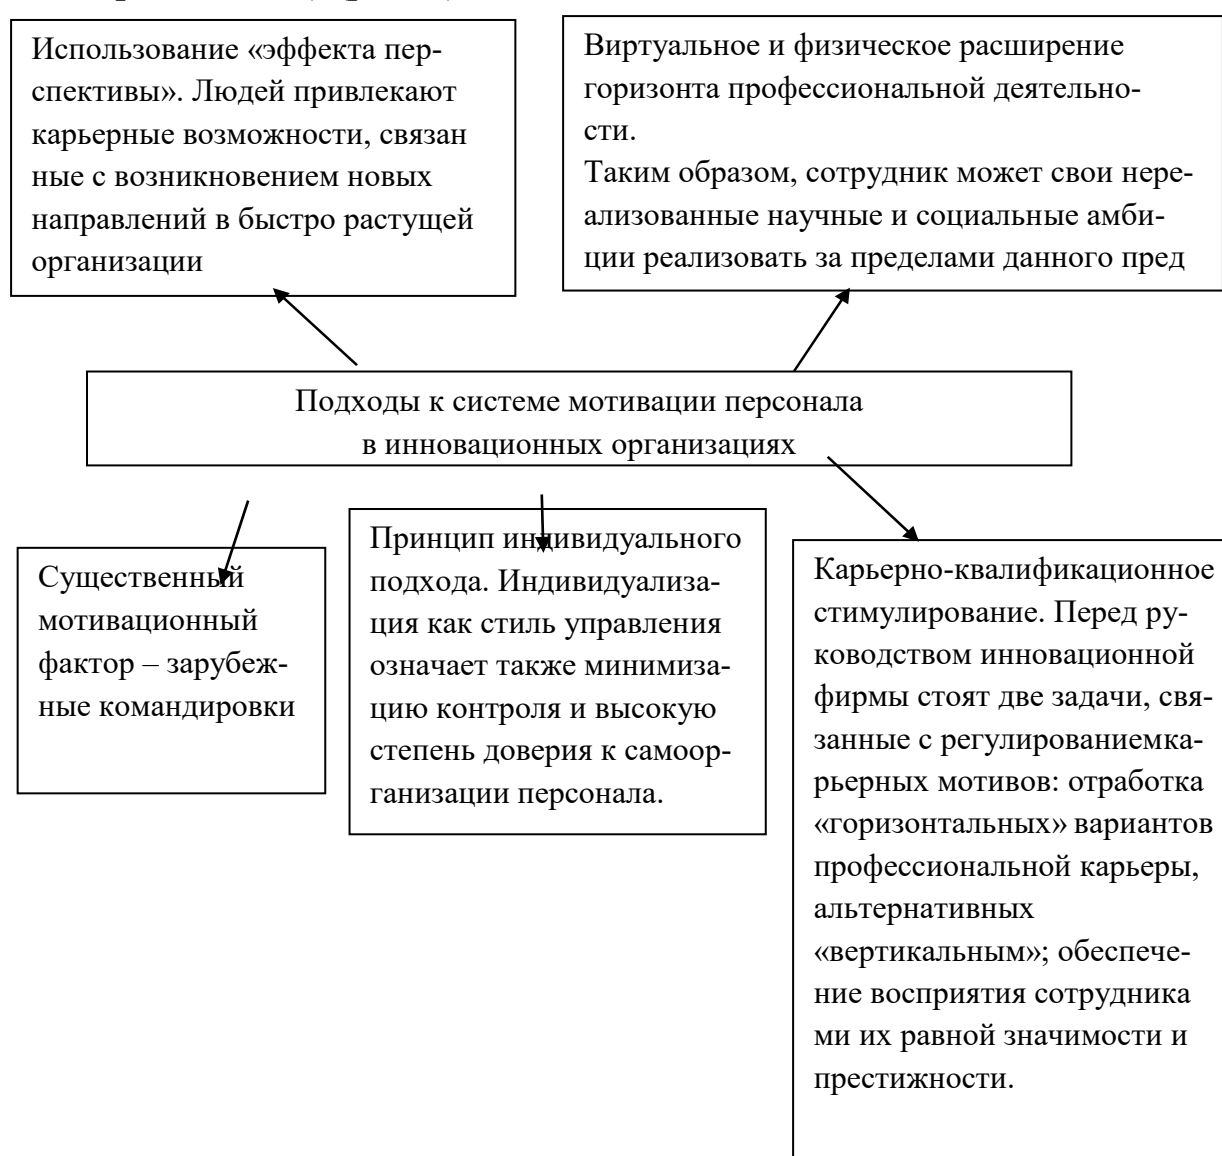 Использование «эффекта пер-
спективы». Людей привлекают
карьерные возможности, связан
ные с возникновением новых
направлений в быстро растущей
организации
Виртуальное и физическое расширение
горизонта профессиональной деятельно-
сти.
Таким образом, сотрудник может свои нере-
ализованные научные и социальные амби-
ции реализовать за пределами данного пред
Подходы к системе мотивации персонала
в инновационных организациях
Существенный
мотивационный
фактор – зарубеж-
ные командировки
Принцип индивидуального
подхода. Индивидуализа-
ция как стиль управления
означает также минимиза-
цию контроля и высокую
степень доверия к самоор-
ганизации персонала.
Карьерно-квалификационное
стимулирование. Перед ру-
ководством инновационной
фирмы стоят две задачи, свя-
занные с регулированиемка-
рьерных мотивов: отработка
«горизонтальных» вариантов
профессиональной карьеры,
альтернативных
«вертикальным»; обеспече-
ние восприятия сотрудника
ми их равной значимости и
престижности.